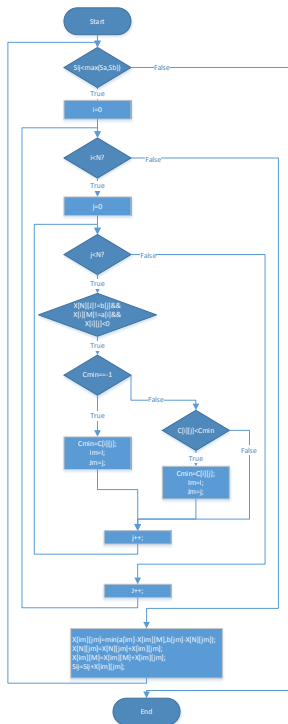 Start
Sij<max(Sa,Sb))
False
True
i=0
i<N?
False
True
j=0
j<N?
False
True
X[N][J]!=b[j]&&
X[i][M]!=a[i]&&
X[i][j]<0
True
Cmin==-1
False
True
C[i][j]<Cmin
False
True
Cmin=C[i][j];
Im=I;
Jm=j;
Cmin=C[i][j];
Im=I;
Jm=j;
j++;
J++;
X[im][jm]=min(a[im]-X[im][M],b[jm]-X[N][jm]);
X[N][jm]=X[N][jm]+X[im][jm];
X[im][M]=X[im][M]+X[im][jm];
Sij=Sij+X[im][jm];
End